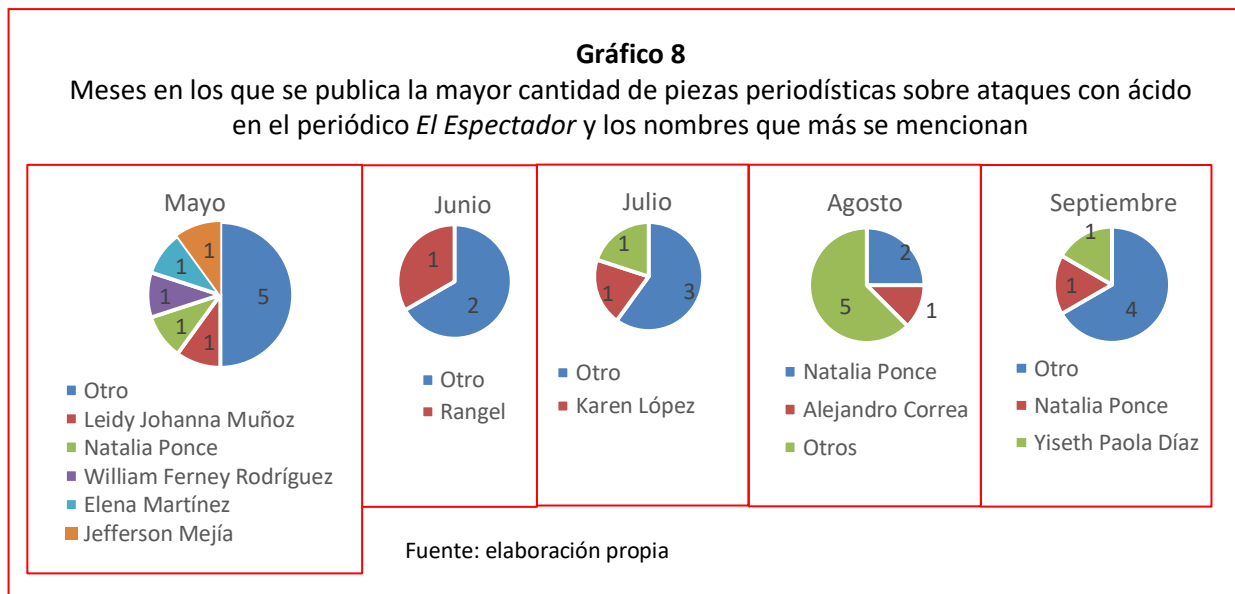 Gráfico 8
Meses en los que se publica la mayor cantidad de piezas periodísticas sobre ataques con ácido
en el periódico El Espectador y los nombres que más se mencionan
Mayo
5
1
1
1
1
1
Otro
Leidy Johanna Muñoz
Natalia Ponce
William Ferney Rodríguez
Elena Martínez
Jefferson Mejía
Junio
1
2
Otro
Rangel
Julio
1
1
3
Otro
Karen López
Agosto
2
5
1
Natalia Ponce
Alejandro Correa
Otros
Septiembre
1
1
4
Otro
Natalia Ponce
Yiseth Paola Díaz
Fuente: elaboración propia